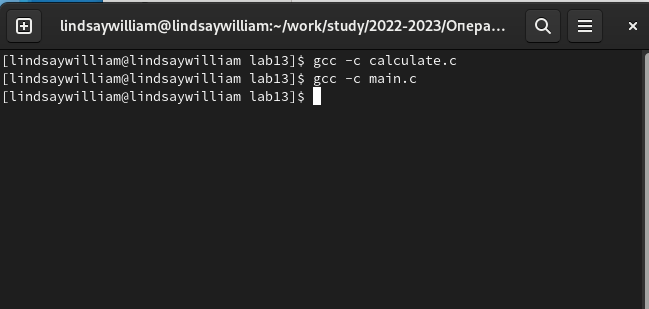 lindsaywilliam@lindsaywilliam:~/work/study/2022-2023/Опера...
[lindsaywilliam@lindsaywilliam lab13]$ gcc -c calculate.c
[lindsaywilliam@lindsaywilliam lab13]$ gcc -c main.c
[lindsaywilliam@lindsaywilliam lab13]$